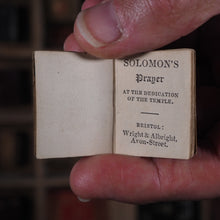 SOLOMON'S
Prayer
AT THE DEDICATION
OF THE TEMPLE.
BRISTOL:
Wright & Albright,
Avon-Street.